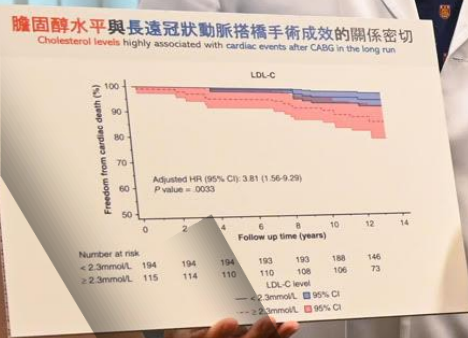 膽固醇水平與長遠冠狀動脈搭橋手術成效的關係密切
Cholesterol levels highly associated with cardiac events after CABG in the long run
LDL-C
Freedom from cardiac death (%)
100
90
80
70
60
50
Adjusted HR (95% CI): 3.81 (1.56-9.29)
P value = .0033
0 2 4 6 8 10 12 14
Follow up time (years)
Number at risk
< 2.3mmol/L 194 194 194 193 193 188 146
≥ 2.3mmol/L 115 114 110 110 108 106 73
LDL-C level
< 2.3mmol/L 95% CI
≥ 2.3mmol/L 95% CI